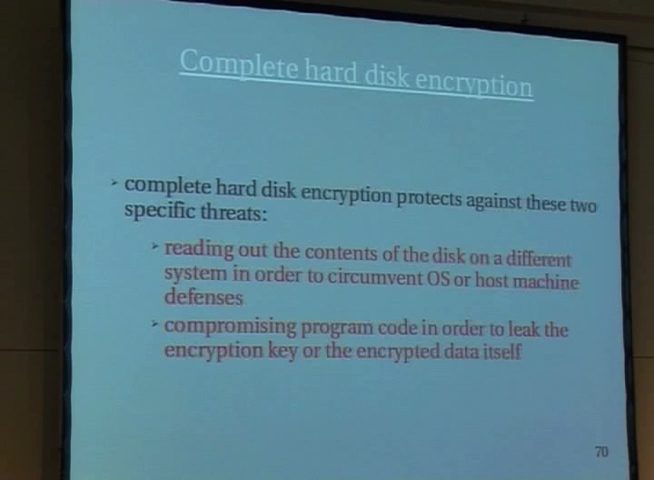 Complete hard disk encryption
➢ complete hard disk encryption protects against these two
specific threats:
➢ reading out the contents of the disk on a different
system in order to circumvent OS or host machine
defenses
➢ compromising program code in order to leak the
encryption key or the encrypted data itself
70